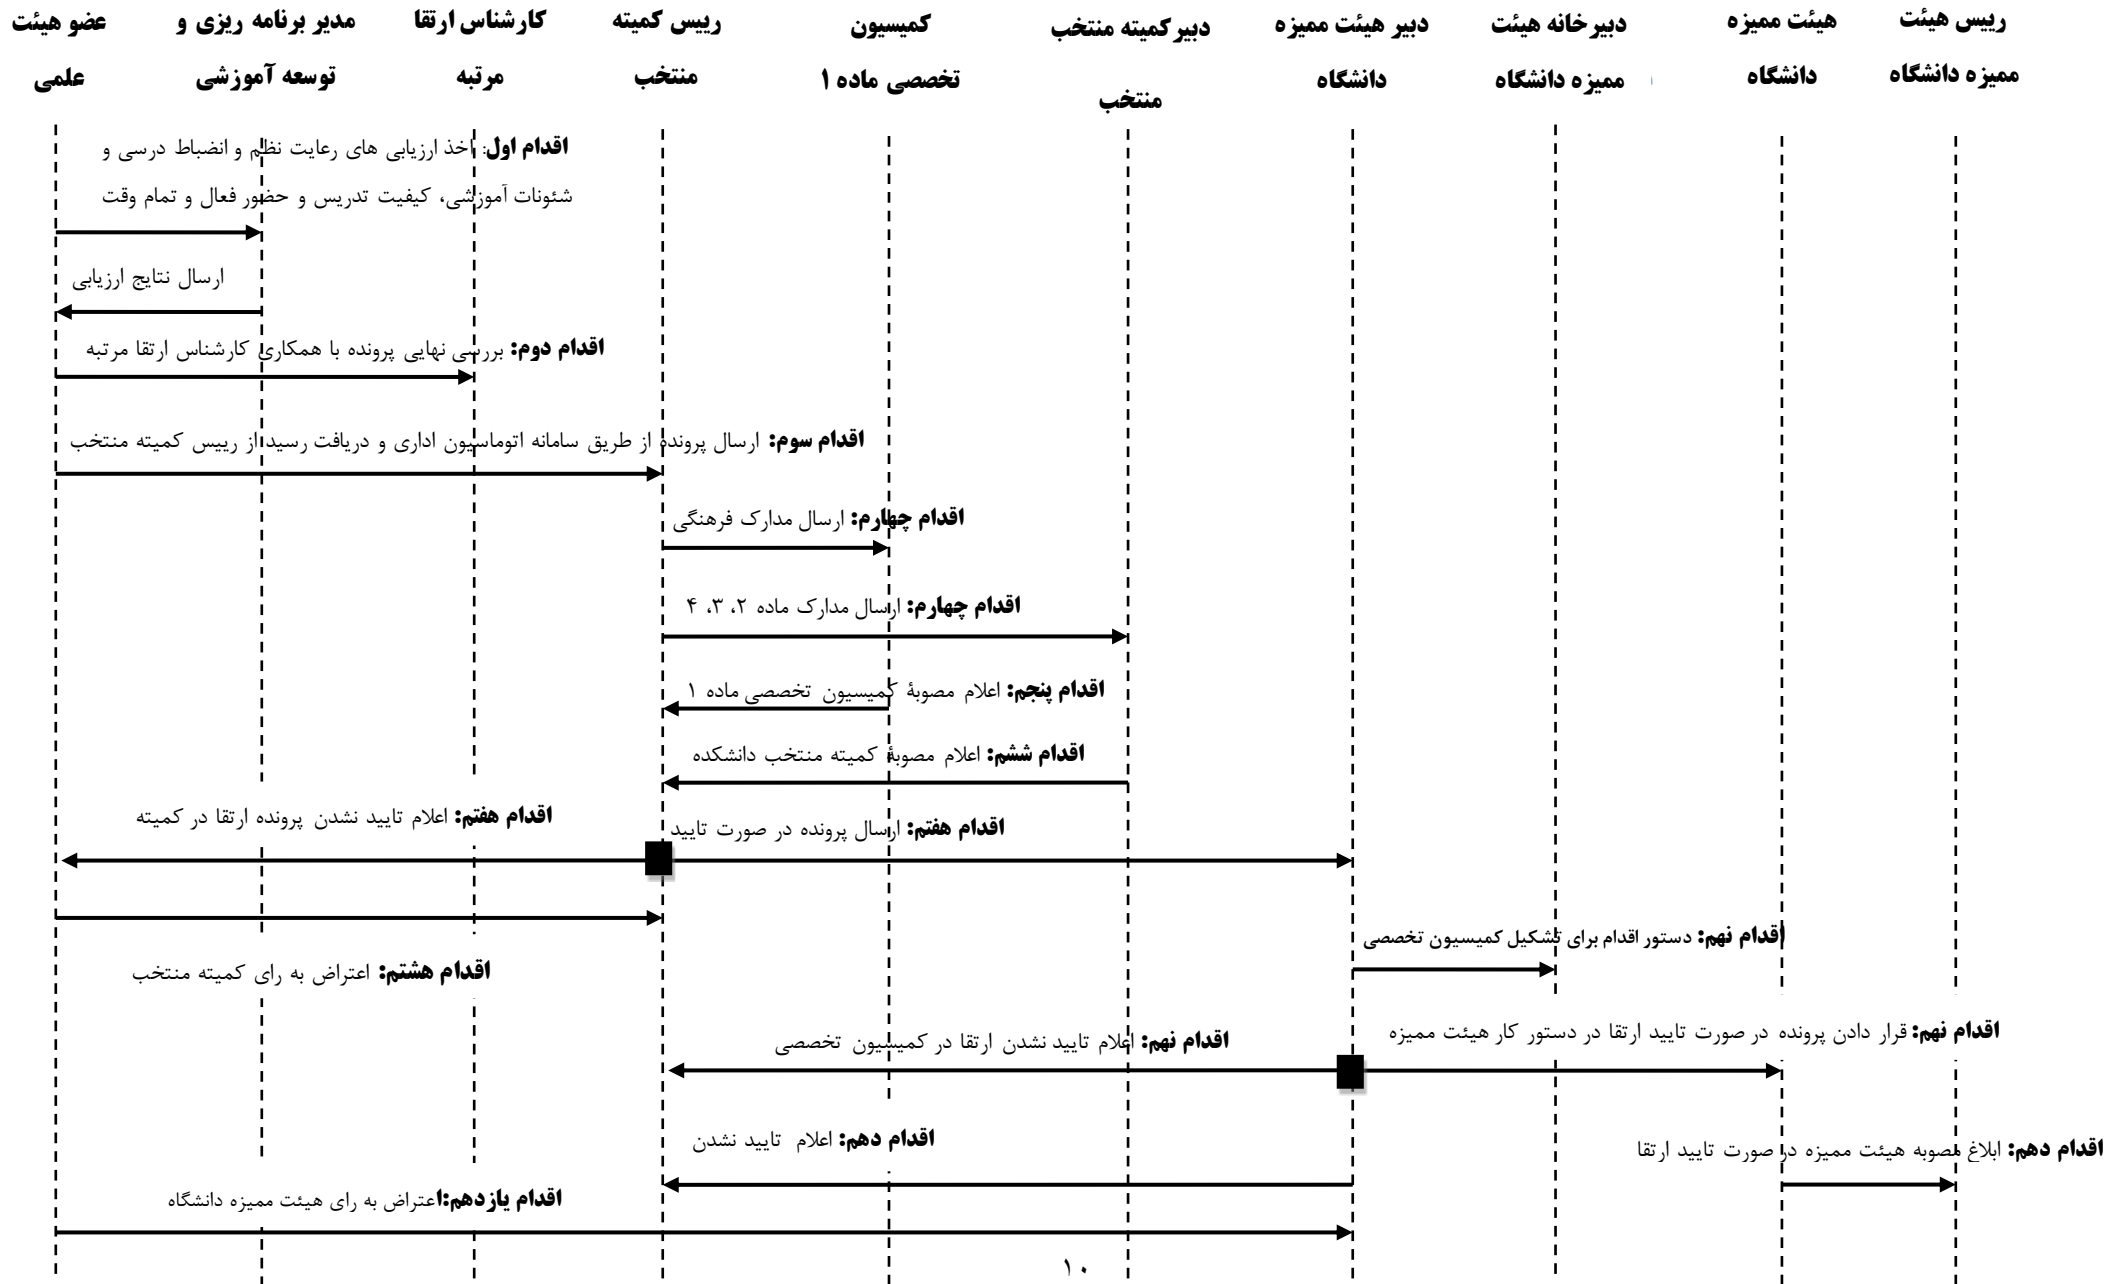 رییس هیئت
ممیزه دانشگاه
هیئت ممیزه
دانشگاه
دبیرخانه هیئت
ممیزه دانشگاه
دبیر هیئت ممیزه
دانشگاه
دبیر کمیته منتخب
منتخب
کمیسیون
تخصصی ماده ۱
رییس کمیته
منتخب
کارشناس ارتقا
مرتبه
مدیر برنامه ریزی و
توسعه آموزشی
عضو هیئت
علمی
اقدام اول: اخذ ارزیابی های رعایت نظم و انضباط درسی و
شئونات آموزشی، کیفیت تدریس و حضور فعال و تمام وقت
ارسال نتایج ارزیابی
اقدام دوم: بررسی نهایی پرونده با همکاری کارشناس ارتقا مرتبه
اقدام سوم: ارسال پرونده از طریق سامانه اتوماسیون اداری و دریافت رسید از رییس کمیته منتخب
اقدام چهارم: ارسال مدارک فرهنگی
اقدام چهارم: ارسال مدارک ماده ۲، ۳، ۴
اقدام پنجم: اعلام مصوبۀ کمیسیون تخصصی ماده ۱
اقدام ششم: اعلام مصوبۀ کمیته منتخب دانشکده
اقدام هفتم: ارسال پرونده در صورت تایید
اقدام هفتم: اعلام تایید نشدن پرونده ارتقا در کمیته
اقدام نهم: دستور اقدام برای تشکیل کمیسیون تخصصی
اقدام هشتم: اعتراض به رای کمیته منتخب
اقدام نهم: قرار دادن پرونده در صورت تایید ارتقا در دستور کار هیئت ممیزه
اقدام نهم: اعلام تایید نشدن ارتقا در کمیسیون تخصصی
اقدام دهم: ابلاغ مصوبه هیئت ممیزه در صورت تایید ارتقا
اقدام دهم: اعلام تایید نشدن
اقدام یازدهم:اعتراض به رای هیئت ممیزه دانشگاه
۱۰